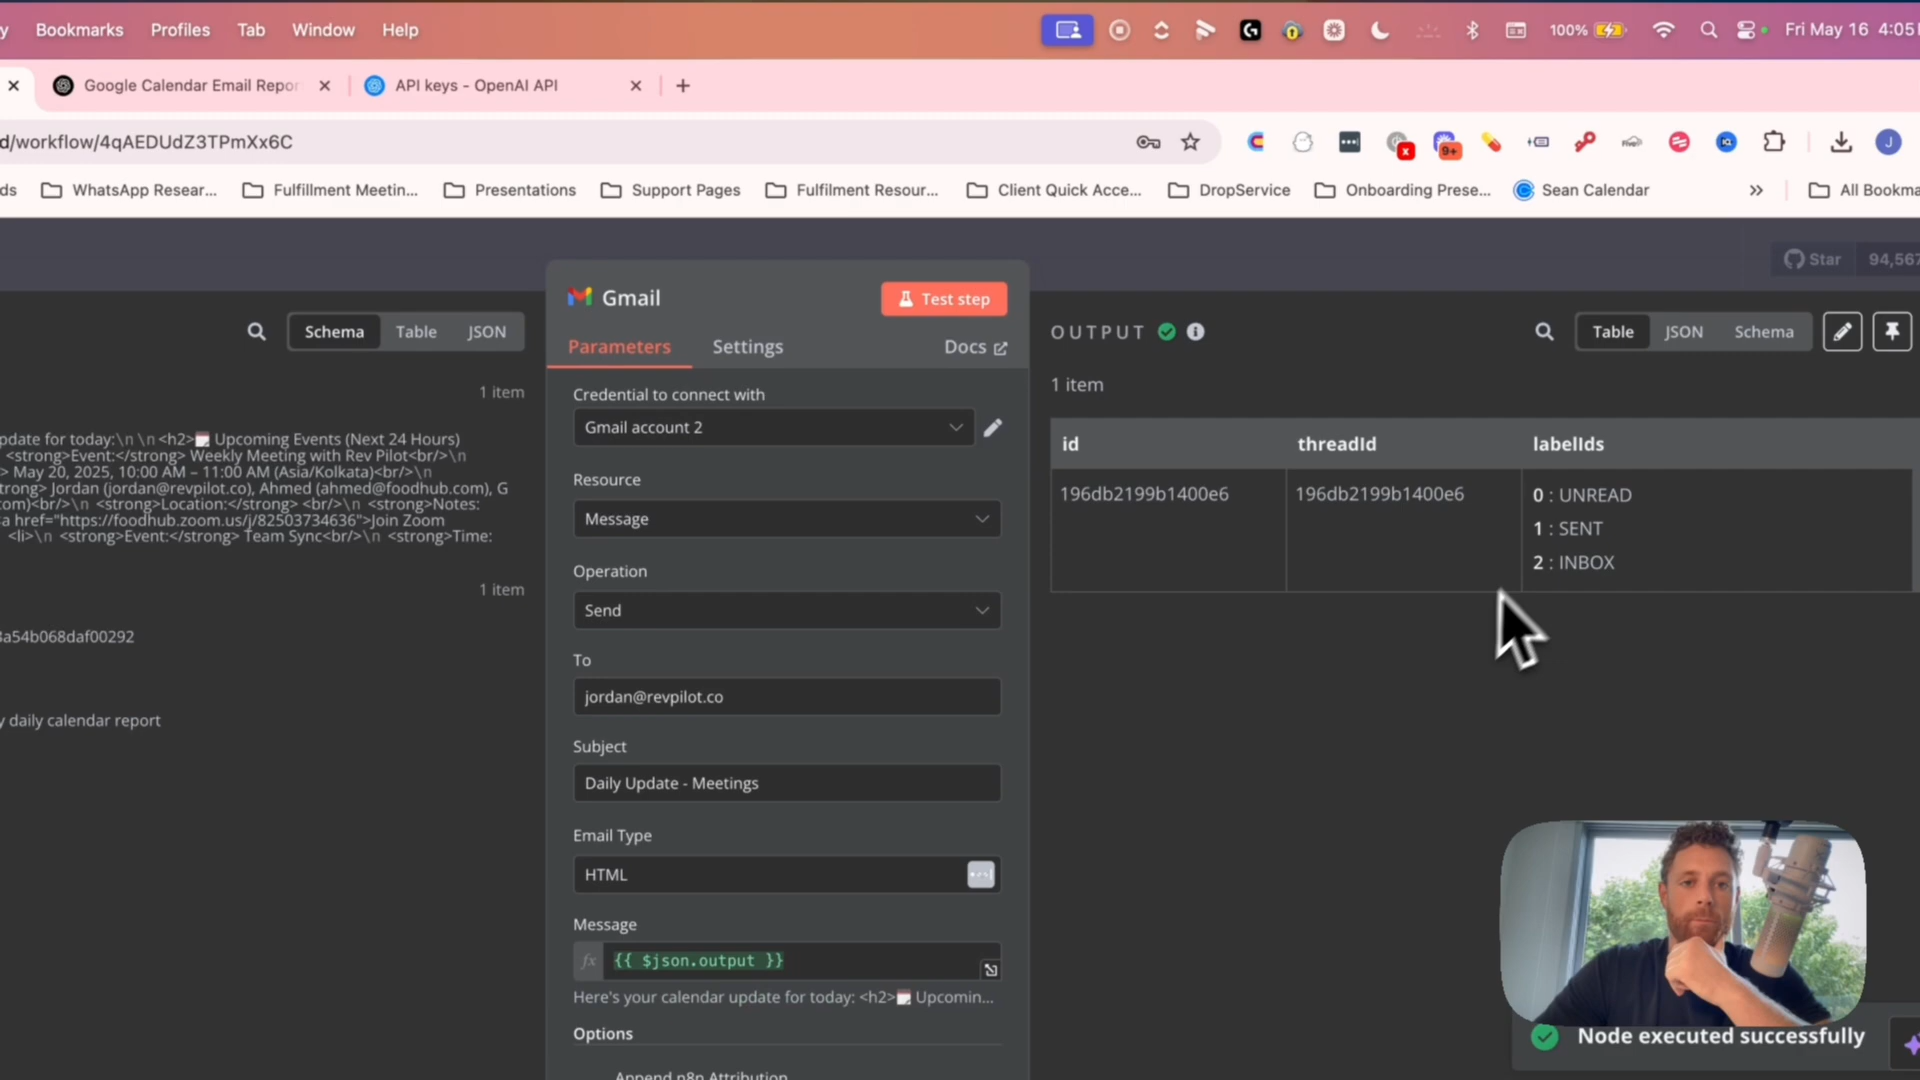 Bookmarks Profiles Tab Window Help
100% Fri May 16 4:05
Google Calendar Email Repor
API keys - OpenAI API
d/workflow/4qAEDUdZ3TPmXx6C
x 9+ J
ds WhatsApp Resear... Fulfillment Meetin... Presentations Support Pages Fulfilment Resour... Client Quick Acce... DropService Onboarding Prese... Sean Calendar >> All Bookma
Star 94,567
Schema Table JSON
1 item
pdate for today:\n\n<h2> Upcoming Events (Next 24 Hours)
<strong>Event:</strong> Weekly Meeting with Rev Pilot<br/>\n
> May 20, 2025, 10:00 AM – 11:00 AM (Asia/Kolkata)<br/>\n
trong> Jordan (jordan@revpilot.co), Ahmed (ahmed@foodhub.com), G
om)<br/>\n <strong>Location:</strong> <br/>\n <strong>Notes:
a href="https://foodhub.zoom.us/j/82503734636">Join Zoom
<li>\n <strong>Event:</strong> Team Sync<br/>\n <strong>Time:
1 item
a54b068daf00292
y daily calendar report
Gmail
Test step
Parameters Settings Docs
Credential to connect with
Gmail account 2
Resource
Message
Operation
Send
To
jordan@revpilot.co
Subject
Daily Update - Meetings
Email Type
HTML
Message
fx {{ $json.output }}
Here's your calendar update for today: <h2> Upcomin...
Options
Append n8n Attribution
OUTPUT
Table JSON Schema
1 item
id threadId labelIds
196db2199b1400e6 196db2199b1400e6 0 : UNREAD
1 : SENT
2 : INBOX
Node executed successfully